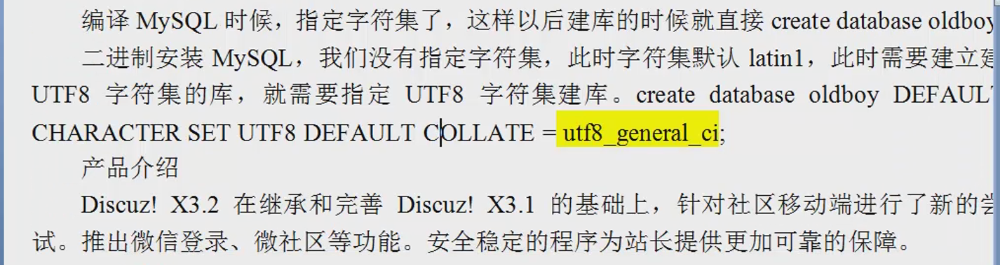 编译 MySQL 时候，指定字符集了，这样以后建库的时候就直接 create database oldboy
二进制安装 MySQL，我们没有指定字符集，此时字符集默认 latin1，此时需要建立
UTF8 字符集的库，就需要指定 UTF8 字符集建库。create database oldboy DEFAULT
CHARACTER SET UTF8 DEFAULT COLLATE = utf8_general_ci;
产品介绍
Discuz! X3.2 在继承和完善 Discuz! X3.1 的基础上，针对社区移动端进行了新的尝
试。推出微信登录、微社区等功能。安全稳定的程序为站长提供更加可靠的保障。